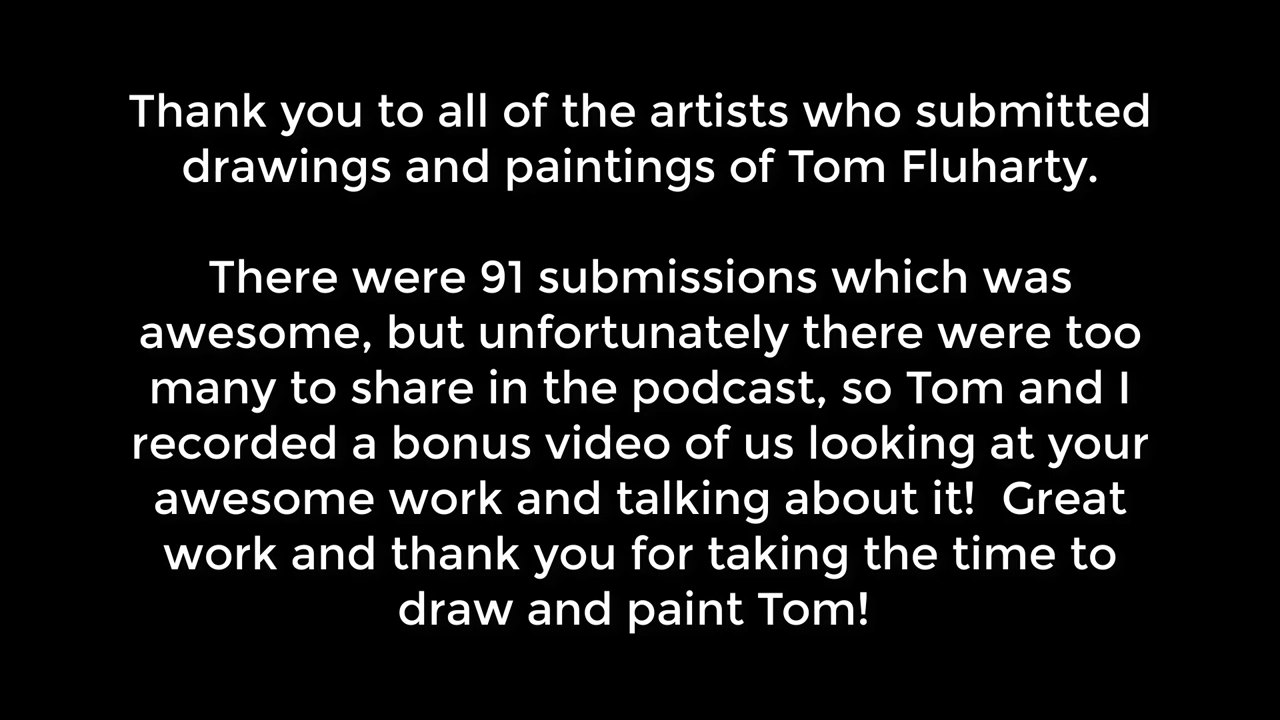 Thank you to all of the artists who submitted
drawings and paintings of Tom Fluharty.
There were 91 submissions which was
awesome, but unfortunately there were too
many to share in the podcast, so Tom and I
recorded a bonus video of us looking at your
awesome work and talking about it!  Great
work and thank you for taking the time to
draw and paint Tom!